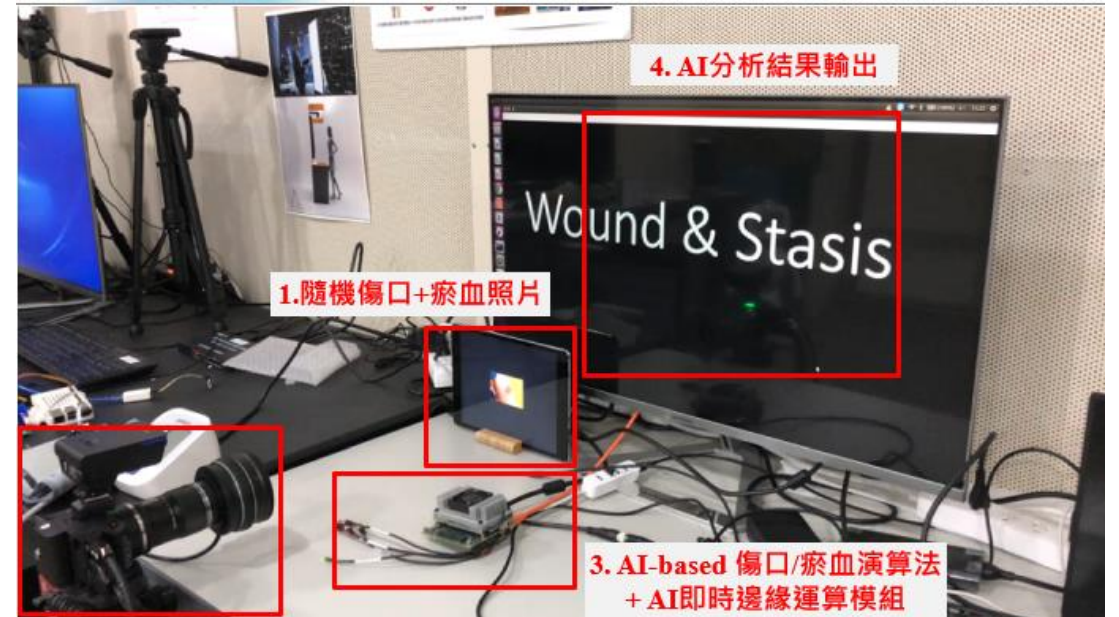 4. AI分析結果輸出
Wound & Stasis
1.隨機傷口+瘀血照片
3. AI-based 傷口/瘀血演算法
+ AI即時邊緣運算模組